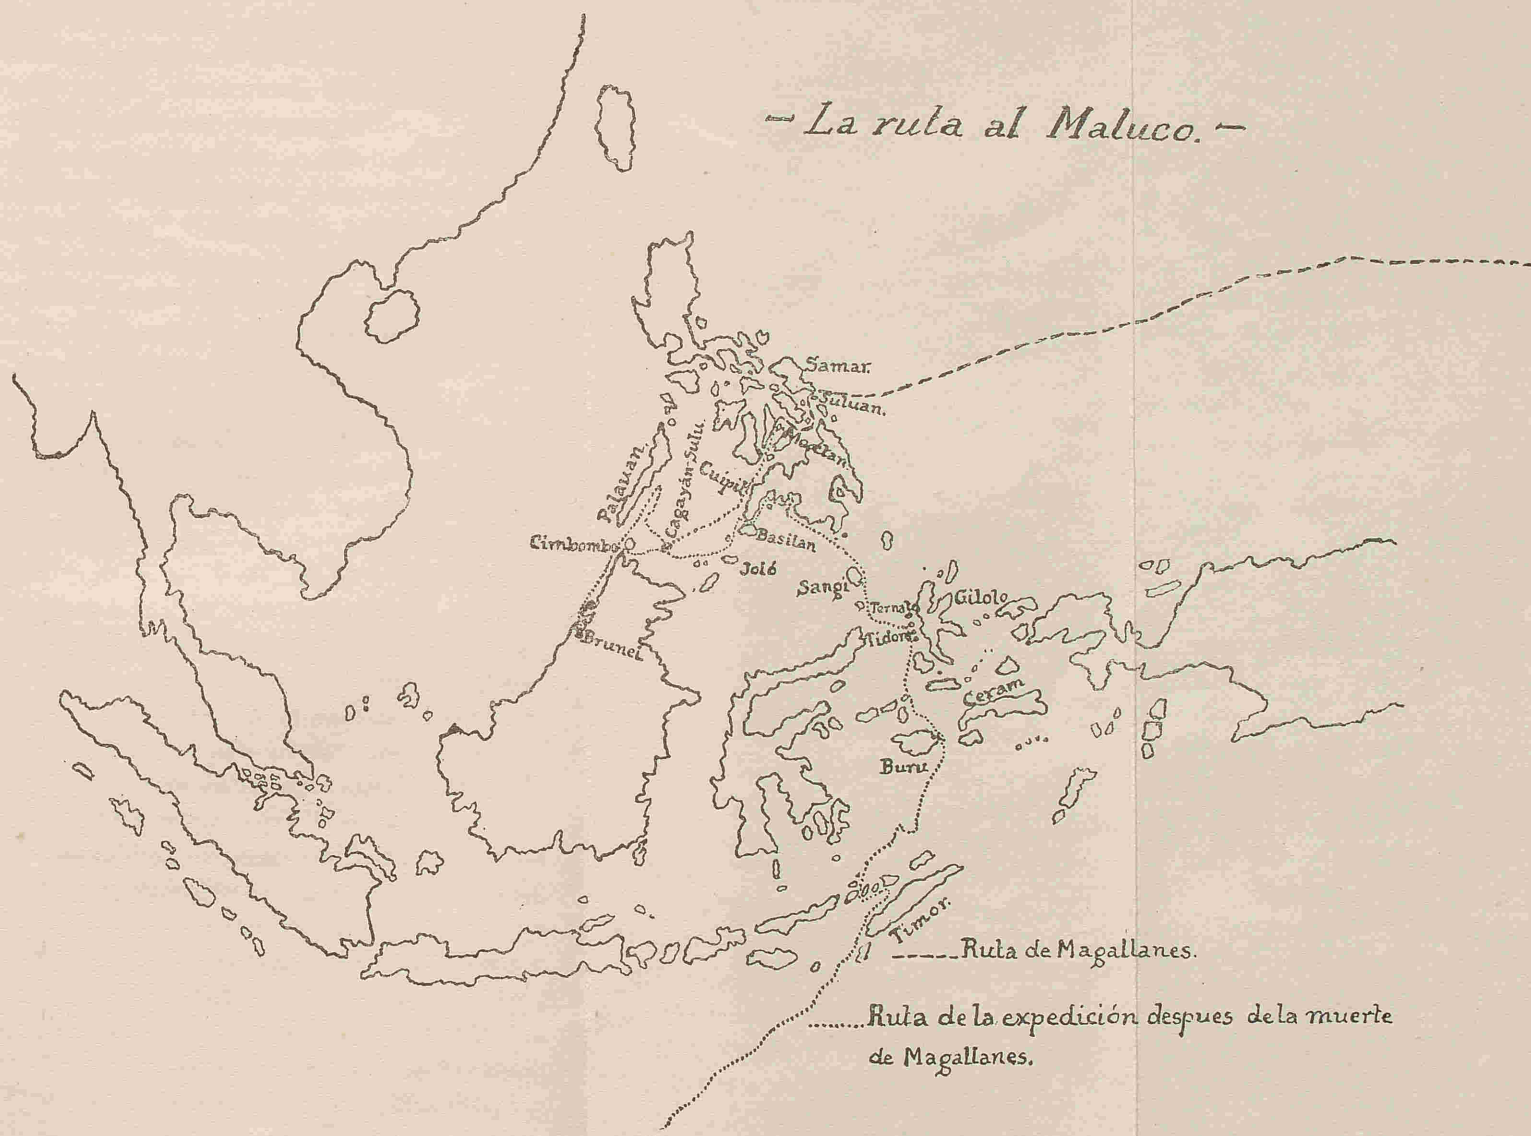 - La ruta al Maluco. -
Samar.
Suluan.
Mactan
Cagayán-Sulu
Palauan
Cuipit
Cimbombo
Basilan
Joló
Sangi
Ternate
Gilolo
Tidore
Brunei
Ceram
Buru
Timor.
-----Ruta de Magallanes.
.......Ruta de la expedición despues de la muerte
de Magallanes.